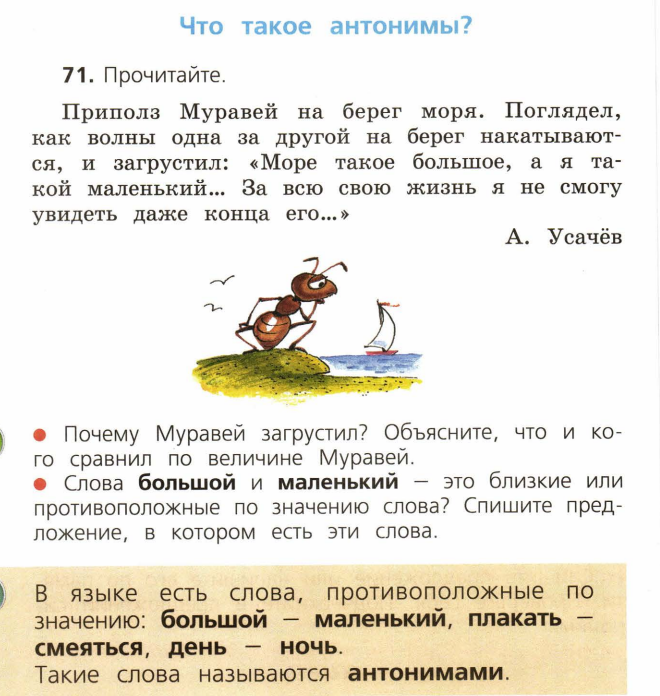 Что такое антонимы?
71. Прочитайте.
Приполз Муравей на берег моря. Поглядел,
как волны одна за другой на берег накатывают-
ся, и загрустил: «Море такое большое, а я та-
кой маленький... За всю свою жизнь я не смогу
увидеть даже конца его...»
А. Усачёв
● Почему Муравей загрустил? Объясните, что и ко-
го сравнил по величине Муравей.
● Слова большой и маленький — это близкие или
противоположные по значению слова? Спишите пред-
ложение, в котором есть эти слова.
В языке есть слова, противоположные по
значению: большой — маленький, плакать —
смеяться, день — ночь.
Такие слова называются антонимами.